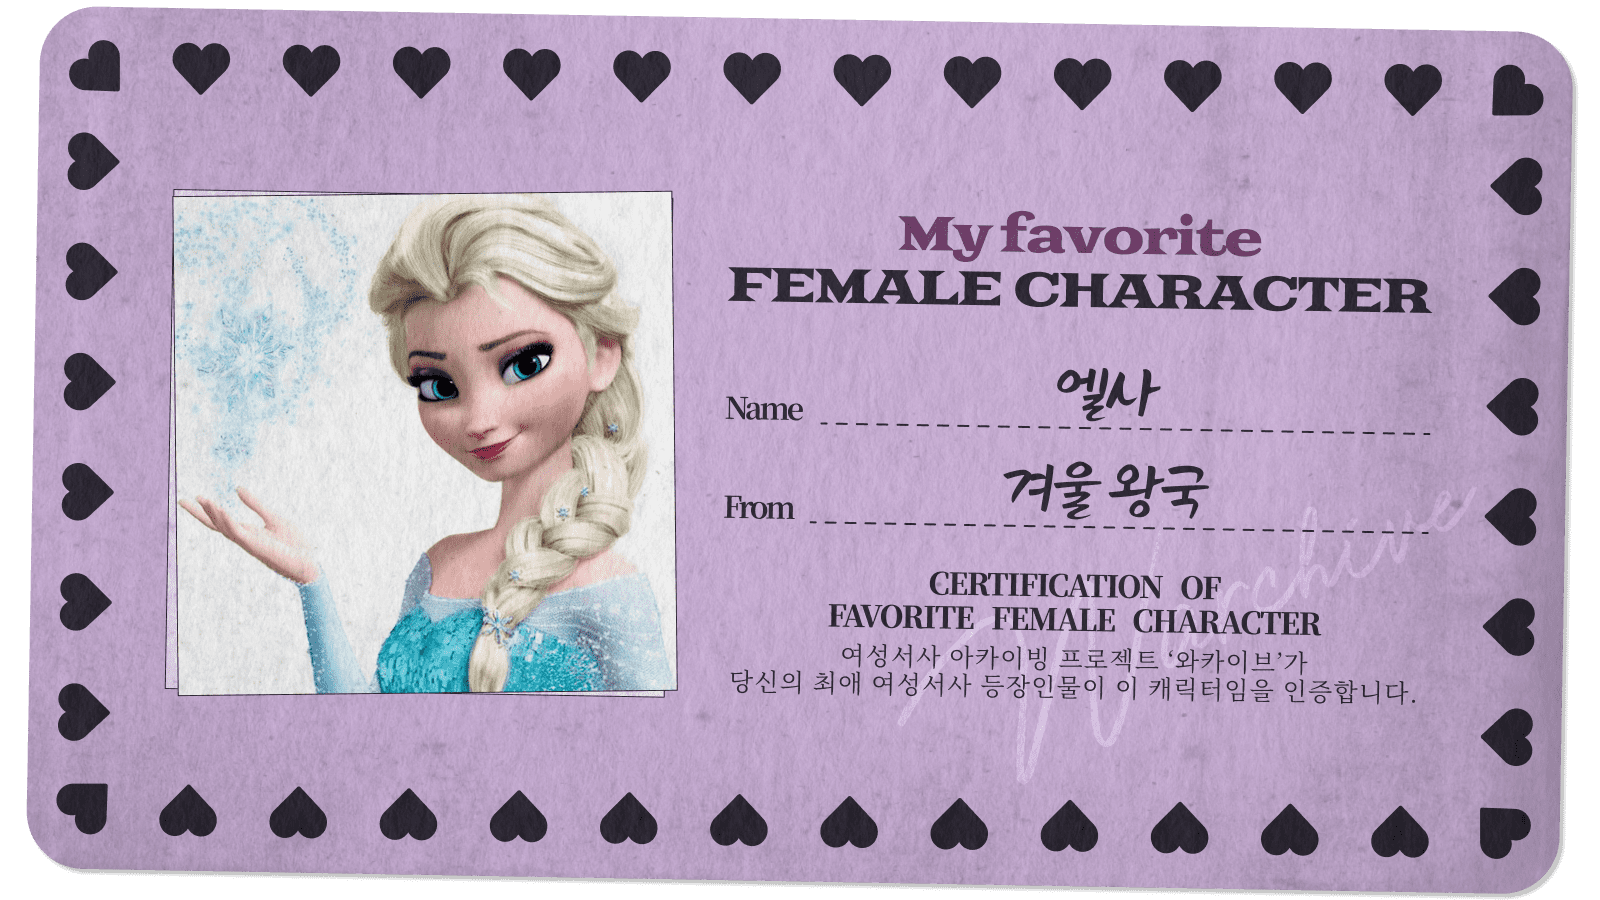 My favorite
FEMALE CHARACTER
Name 엘사
From 겨울 왕국
CERTIFICATION OF
FAVORITE FEMALE CHARACTER
여성서사 아카이빙 프로젝트 ‘와카이브’가
당신의 최애 여성서사 등장인물이 이 캐릭터임을 인증합니다.
Warchive